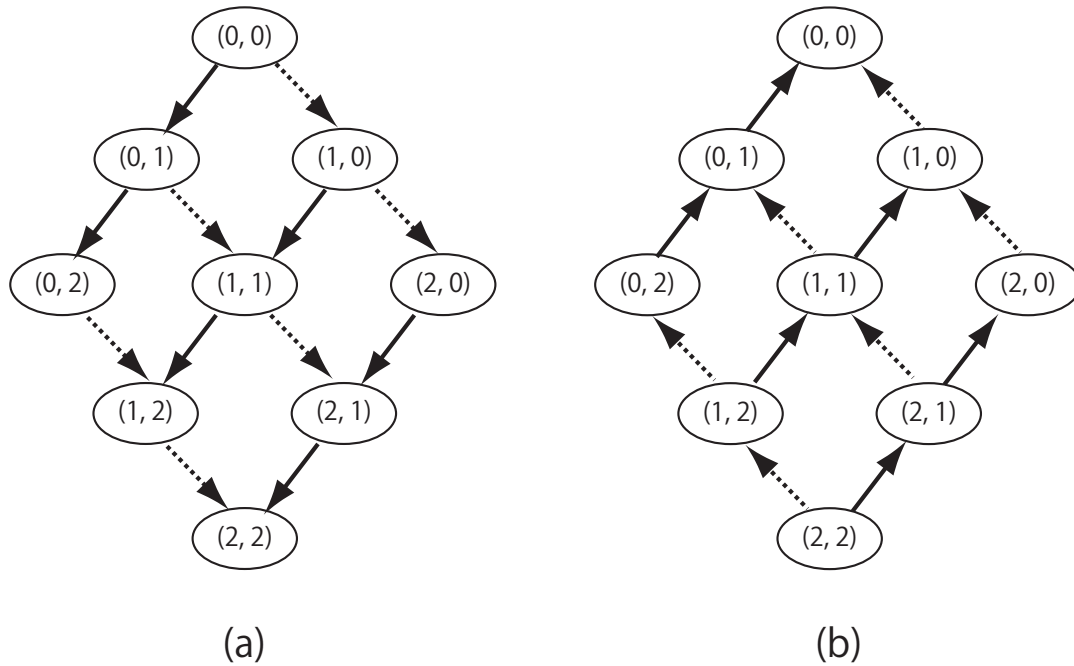 (0, 0)
(0, 1) (1, 0)
(0, 2) (1, 1) (2, 0)
(1, 2) (2, 1)
(2, 2)
(a)
(0, 0)
(0, 1) (1, 0)
(0, 2) (1, 1) (2, 0)
(1, 2) (2, 1)
(2, 2)
(b)